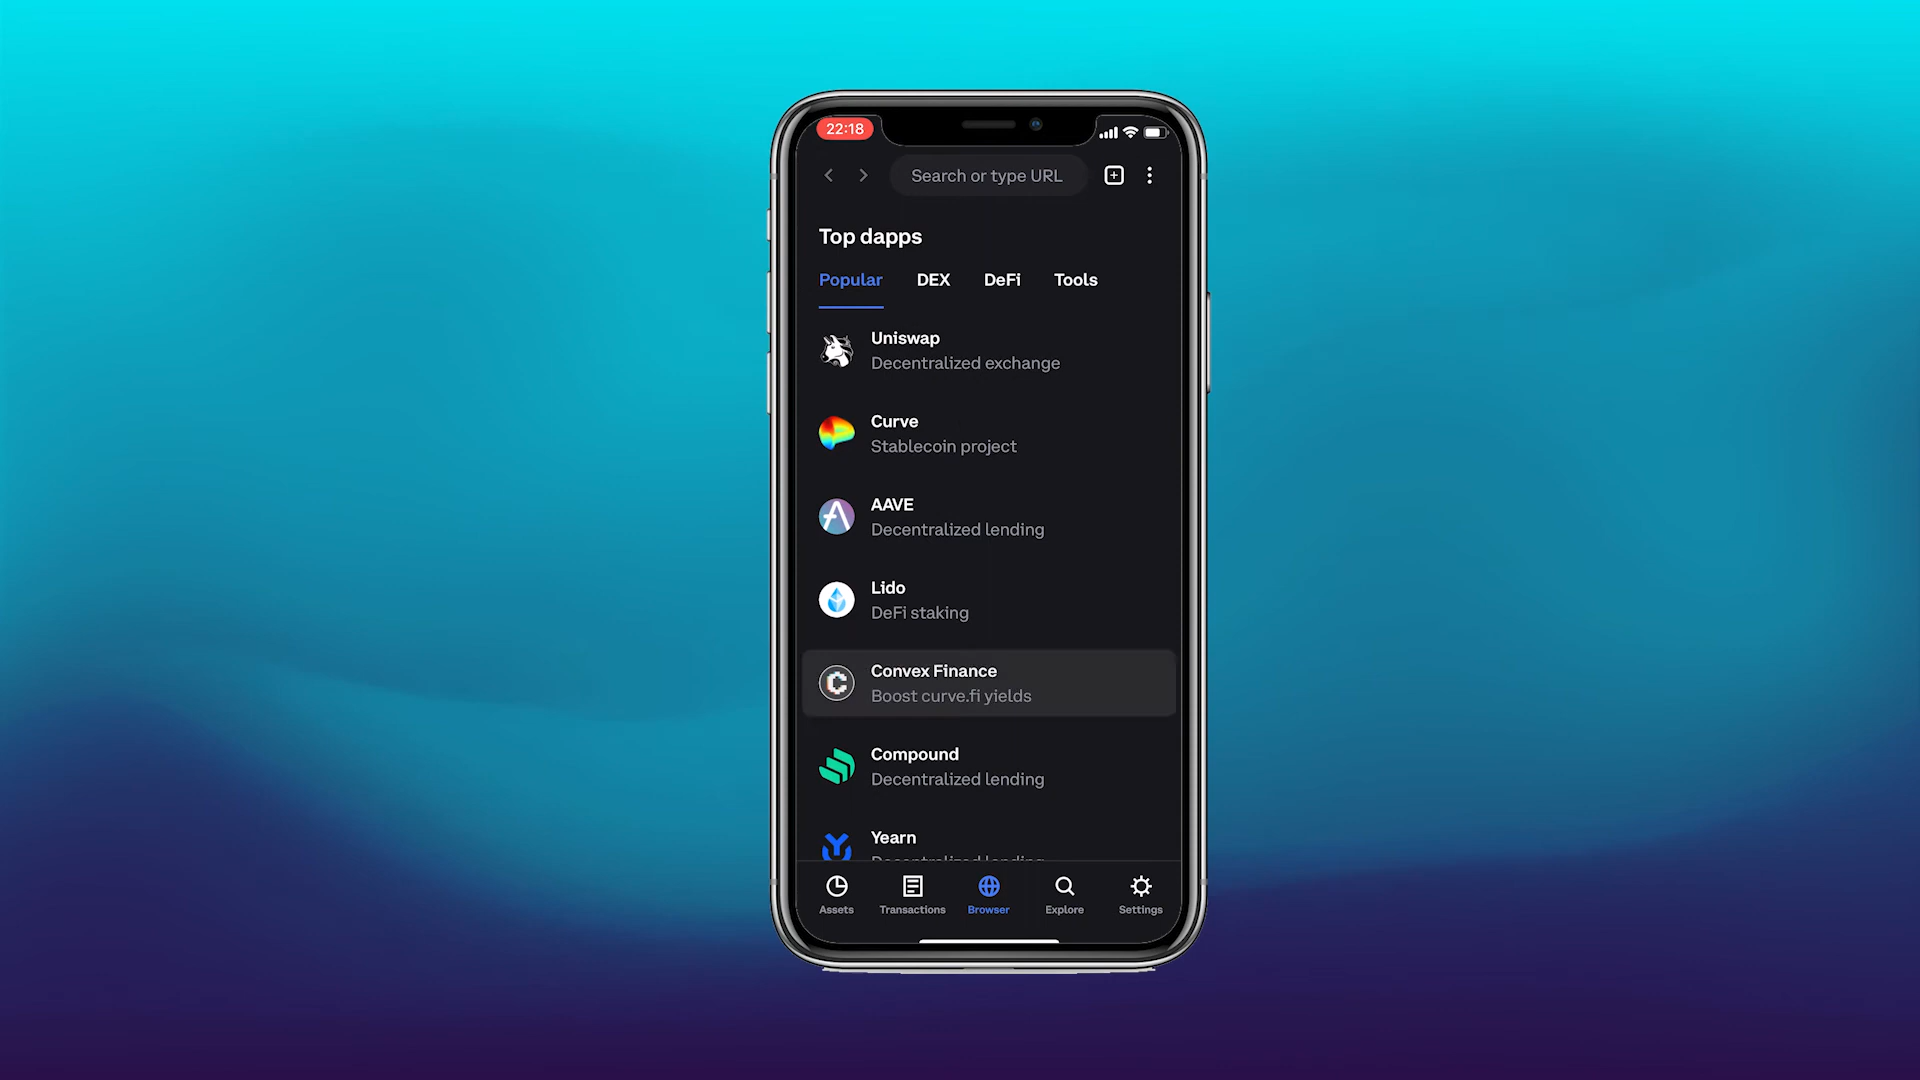 22:18
Search or type URL
Top dapps
Popular DEX DeFi Tools
Uniswap
Decentralized exchange
Curve
Stablecoin project
AAVE
Decentralized lending
Lido
DeFi staking
Convex Finance
Boost curve.fi yields
Compound
Decentralized lending
Yearn
Decentralized lending
Assets Transactions Browser Explore Settings